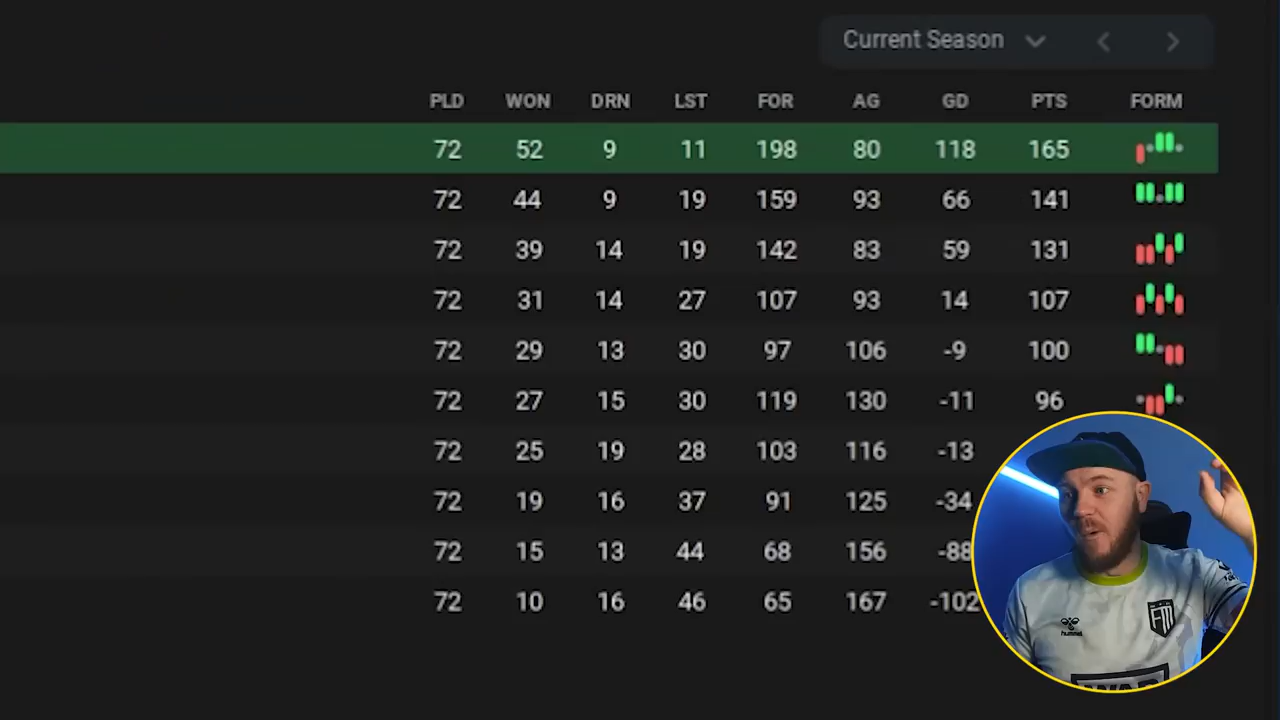 Current Season
PLD WON DRN LST FOR AG GD PTS FORM
72 52 9 11 198 80 118 165
72 44 9 19 159 93 66 141
72 39 14 19 142 83 59 131
72 31 14 27 107 93 14 107
72 29 13 30 97 106 -9 100
72 27 15 30 119 130 -11 96
72 25 19 28 103 116 -13
72 19 16 37 91 125 -34
72 15 13 44 68 156 -88
72 10 16 46 65 167 -102
FM
hummel